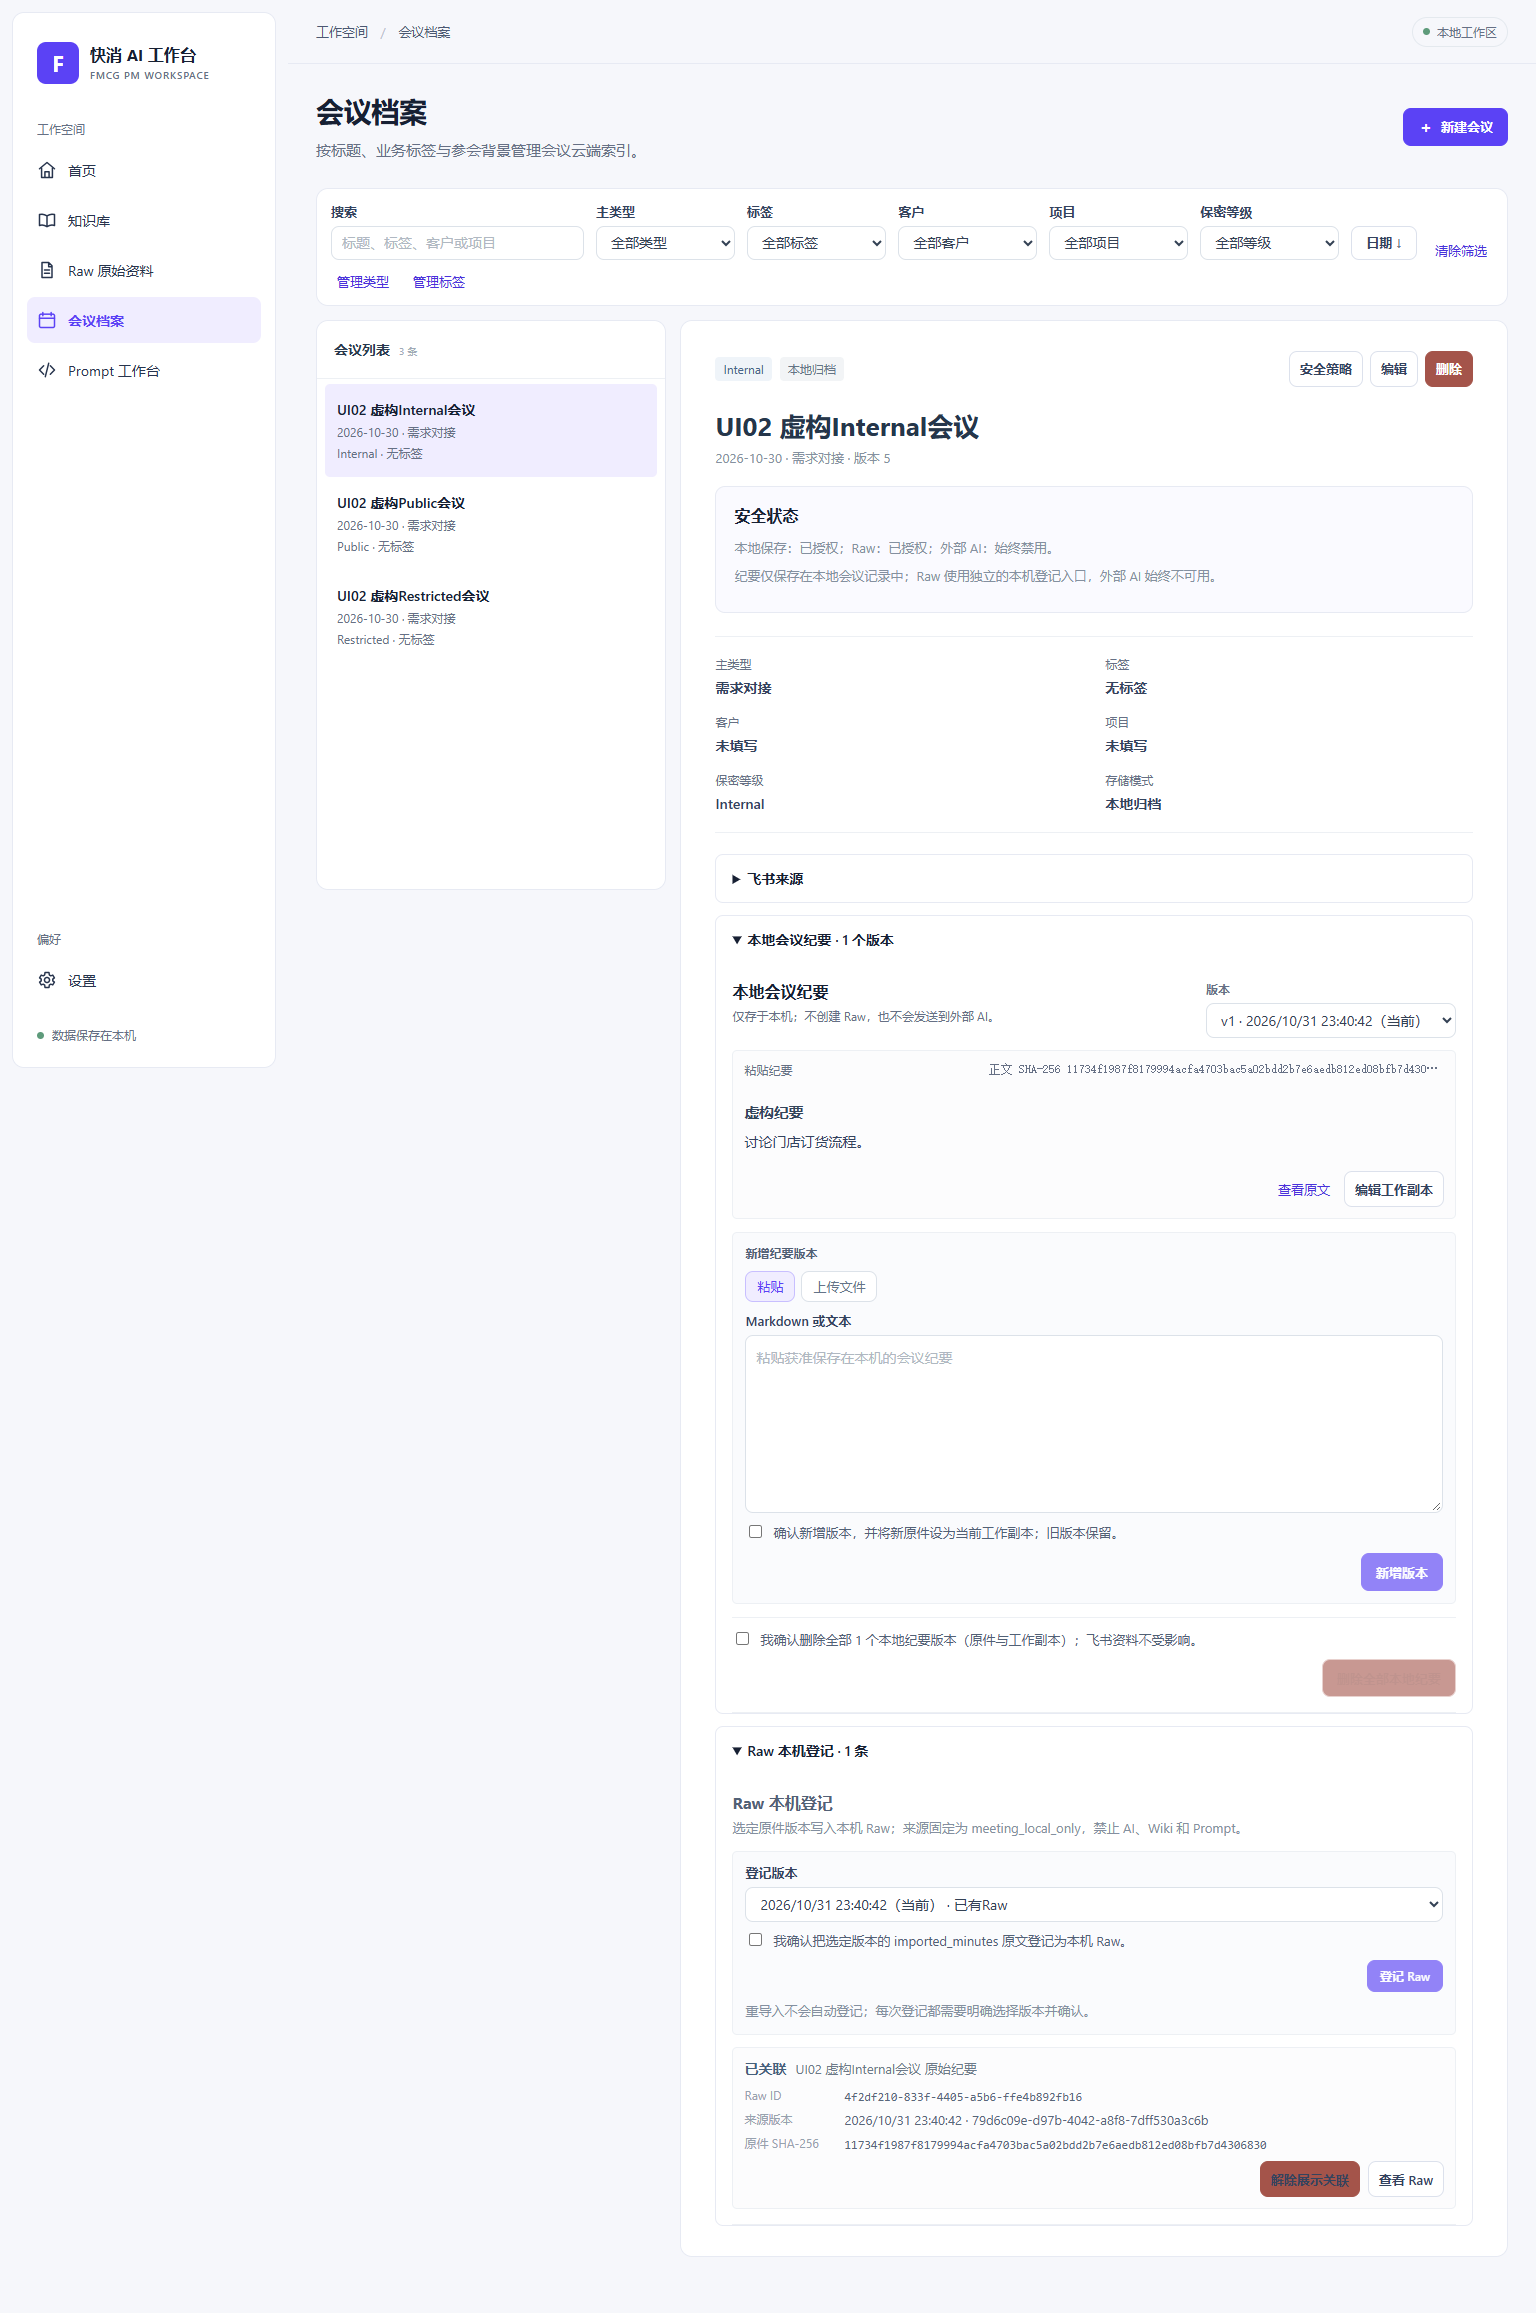 F
快消 AI 工作台
FMCG PM WORKSPACE
工作空间
首页
知识库
Raw 原始资料
会议档案
Prompt 工作台
偏好
设置
数据保存在本机
工作空间 / 会议档案
本地工作区
会议档案
按标题、业务标签与参会背景管理会议云端索引。
+ 新建会议
搜索 主类型 标签 客户 项目 保密等级
标题、标签、客户或项目 全部类型 全部标签 全部客户 全部项目 全部等级 日期 ↓ 清除筛选
管理类型 管理标签
会议列表 3 条
UI02 虚构Internal会议
2026-10-30 · 需求对接
Internal · 无标签
UI02 虚构Public会议
2026-10-30 · 需求对接
Public · 无标签
UI02 虚构Restricted会议
2026-10-30 · 需求对接
Restricted · 无标签
Internal 本地归档 安全策略 编辑 删除
UI02 虚构Internal会议
2026-10-30 · 需求对接 · 版本 5
安全状态
本地保存：已授权；Raw：已授权；外部 AI：始终禁用。
纪要仅保存在本地会议记录中；Raw 使用独立的本机登记入口，外部 AI 始终不可用。
主类型 标签
需求对接 无标签
客户 项目
未填写 未填写
保密等级 存储模式
Internal 本地归档
▶ 飞书来源
▼ 本地会议纪要 · 1 个版本
本地会议纪要
仅存于本机；不创建 Raw，也不会发送到外部 AI。
版本
v1 · 2026/10/31 23:40:42（当前）
粘贴纪要 正文 SHA-256 11734f1987f8179994acfa4703bac5a02bdd2b7e6aedb812ed08bfb7d430…
虚构纪要
讨论门店订货流程。
查看原文 编辑工作副本
新增纪要版本
粘贴 上传文件
Markdown 或文本
粘贴获准保存在本机的会议纪要
确认新增版本，并将新原件设为当前工作副本；旧版本保留。
新增版本
我确认删除全部 1 个本地纪要版本（原件与工作副本）；飞书资料不受影响。
▼ Raw 本机登记 · 1 条
Raw 本机登记
选定原件版本写入本机 Raw；来源固定为 meeting_local_only，禁止 AI、Wiki 和 Prompt。
登记版本
2026/10/31 23:40:42（当前） · 已有Raw
我确认把选定版本的 imported_minutes 原文登记为本机 Raw。
登记 Raw
重导入不会自动登记；每次登记都需要明确选择版本并确认。
已关联 UI02 虚构Internal会议 原始纪要
Raw ID 4f2df210-833f-4405-a5b6-ffe4b892fb16
来源版本 2026/10/31 23:40:42 · 79d6c09e-d97b-4042-a8f8-7dff530a3c6b
原件 SHA-256 11734f1987f8179994acfa4703bac5a02bdd2b7e6aedb812ed08bfb7d4306830
解除展示关联 查看 Raw